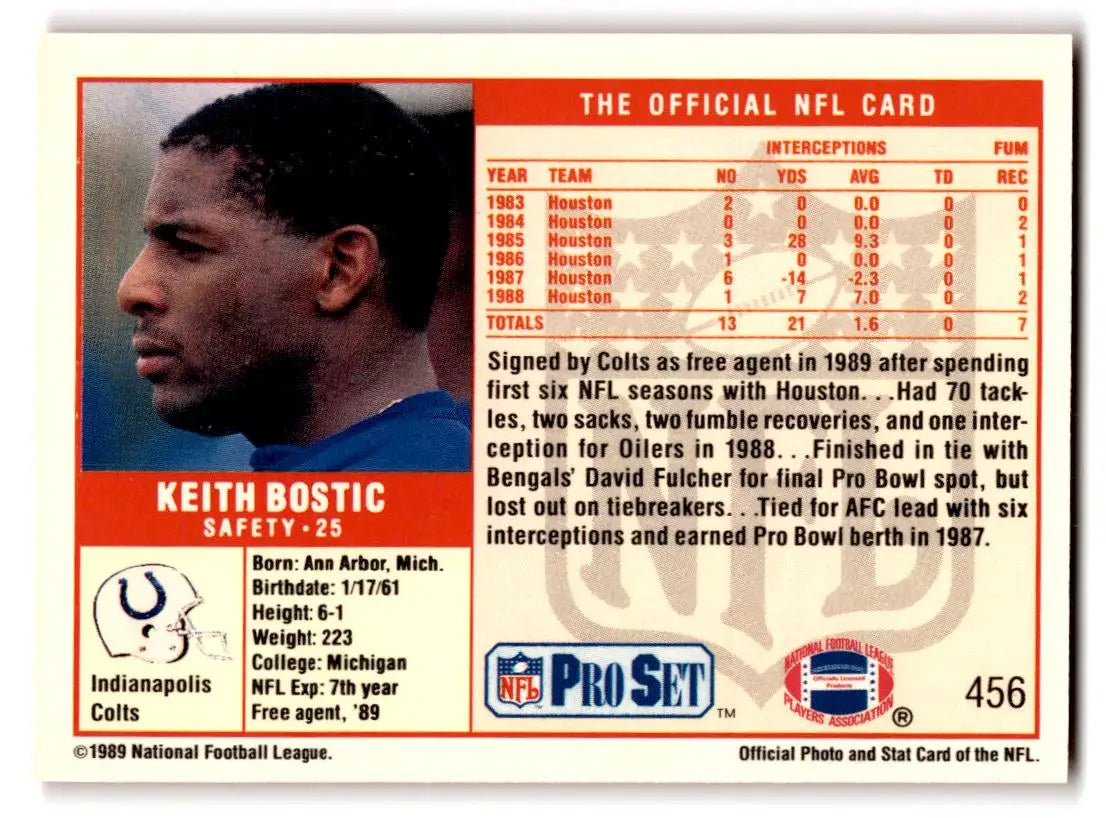 THE OFFICIAL NFL CARD
INTERCEPTIONS FUM
YEAR TEAM NO YDS AVG TD REC
1983 Houston 2 0 0.0 0 0
1984 Houston 0 0 0.0 0 2
1985 Houston 3 28 9.3 0 1
1986 Houston 1 0 0.0 0 1
1987 Houston 6 -14 -2.3 0 1
1988 Houston 1 7 7.0 0 2
TOTALS 13 21 1.6 0 7
Signed by Colts as free agent in 1989 after spending
first six NFL seasons with Houston. . .Had 70 tack-
les, two sacks, two fumble recoveries, and one inter-
ception for Oilers in 1988. . .Finished in tie with
Bengals' David Fulcher for final Pro Bowl spot, but
lost out on tiebreakers. . .Tied for AFC lead with six
interceptions and earned Pro Bowl berth in 1987.
NFL
KEITH BOSTIC
SAFETY • 25
Indianapolis
Colts
Born: Ann Arbor, Mich.
Birthdate: 1/17/61
Height: 6-1
Weight: 223
College: Michigan
NFL Exp: 7th year
Free agent, '89
NFL PRO SET TM
NATIONAL FOOTBALL LEAGUE
Officially Licensed
Products
PLAYERS ASSOCIATION ®
456
©1989 National Football League.
Official Photo and Stat Card of the NFL.